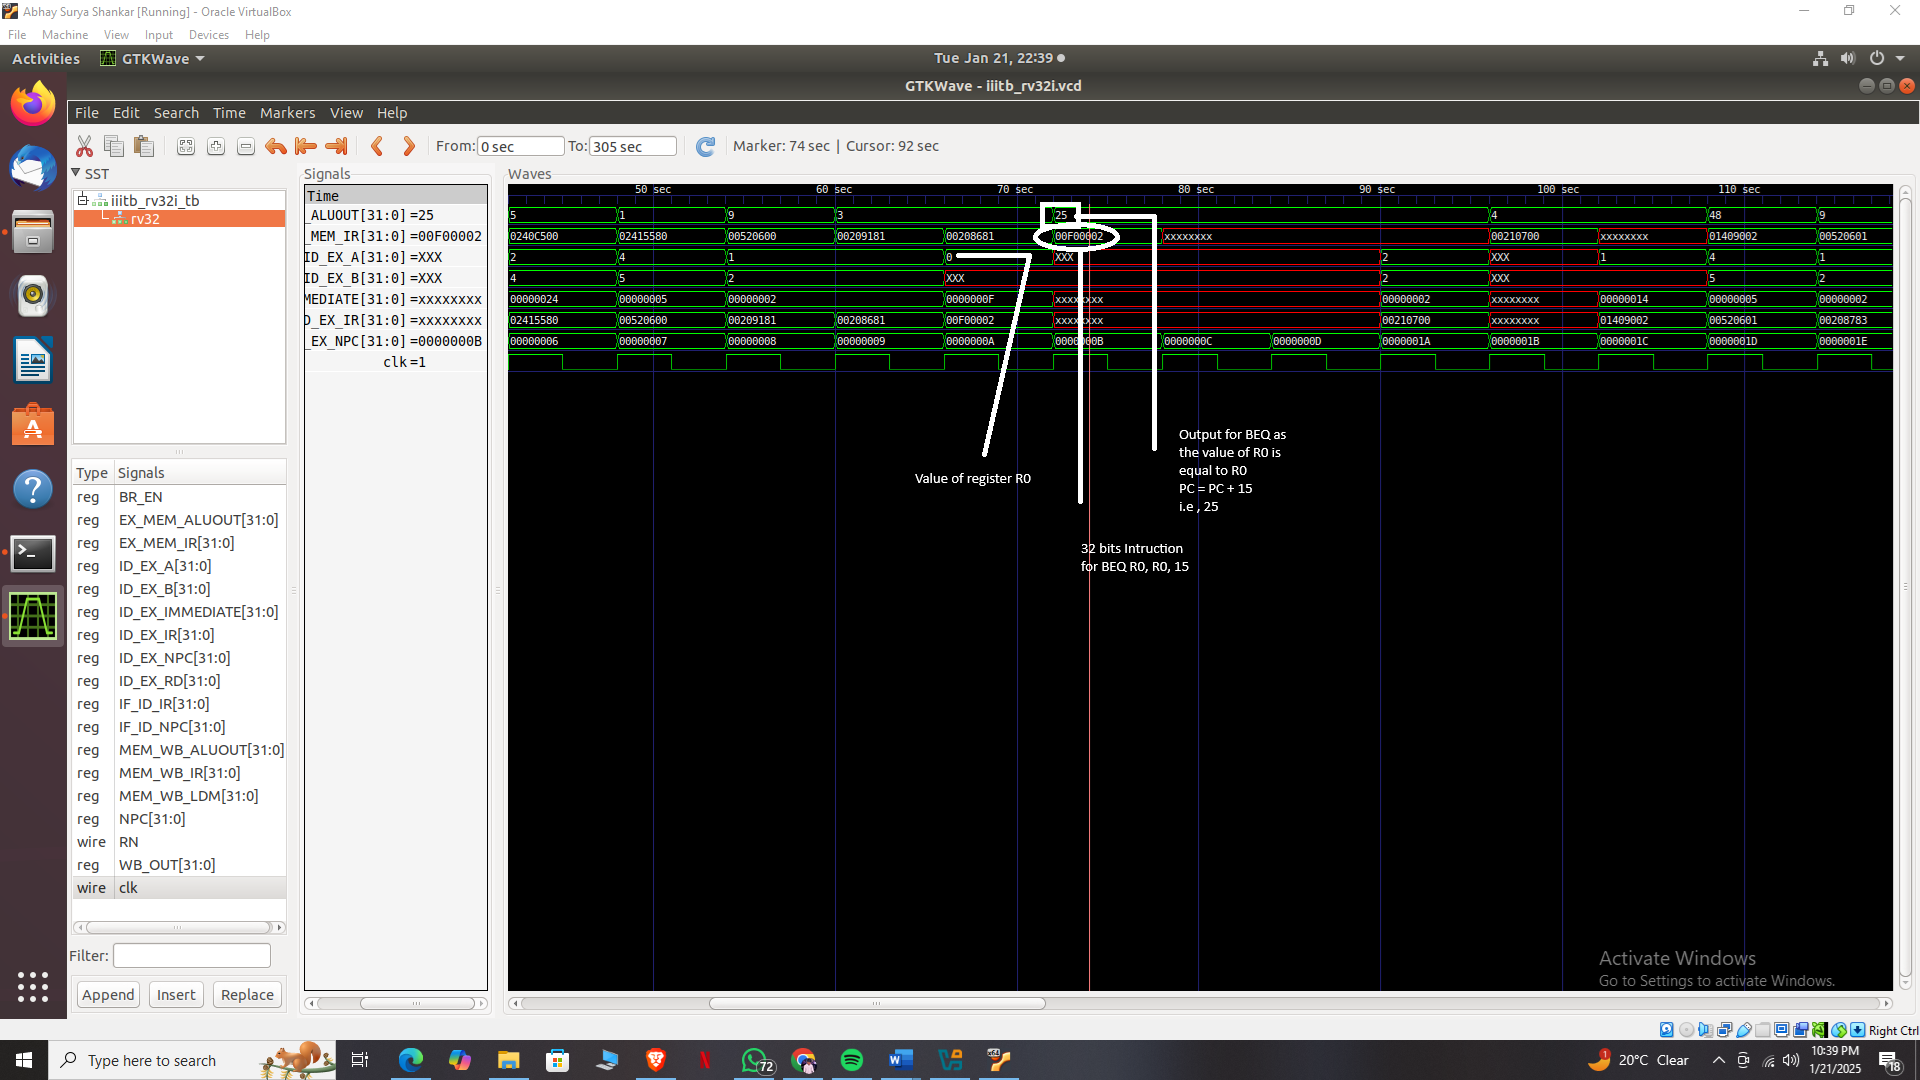 Abhay Surya Shankar [Running] - Oracle VirtualBox
File Machine View Input Devices Help
Activities GTKWave Tue Jan 21, 22:39
GTKWave - iiitb_rv32i.vcd
File Edit Search Time Markers View Help
From: 0 sec To: 305 sec Marker: 74 sec | Cursor: 92 sec
SST
iiitb_rv32i_tb
rv32
Type Signals
reg BR_EN
reg EX_MEM_ALUOUT[31:0]
reg EX_MEM_IR[31:0]
reg ID_EX_A[31:0]
reg ID_EX_B[31:0]
reg ID_EX_IMMEDIATE[31:0]
reg ID_EX_IR[31:0]
reg ID_EX_NPC[31:0]
reg ID_EX_RD[31:0]
reg IF_ID_IR[31:0]
reg IF_ID_NPC[31:0]
reg MEM_WB_ALUOUT[31:0]
reg MEM_WB_IR[31:0]
reg MEM_WB_LDM[31:0]
reg NPC[31:0]
wire RN
reg WB_OUT[31:0]
wire clk
Filter:
Append Insert Replace
Signals
Time
_ALUOUT[31:0] =25
_MEM_IR[31:0] =00F00002
ID_EX_A[31:0] =XXX
ID_EX_B[31:0] =XXX
MEDIATE[31:0] =xxxxxxxx
D_EX_IR[31:0] =xxxxxxxx
_EX_NPC[31:0] =0000000B
clk =1
Waves
50 sec 60 sec 70 sec 80 sec 90 sec 100 sec 110 sec
5 1 9 3 25 4 48 9
0240C500 02415580 00520600 00209181 00208681 00F00002 xxxxxxxx 00210700 xxxxxxxx 01409002 00520601
2 4 1 0 XXX 2 XXX 1 4 1
4 5 2 XXX 2 XXX 5 2
00000024 00000005 00000002 0000000F xxxxxxxx 00000002 xxxxxxxx 00000014 00000005 00000002
02415580 00520600 00209181 00208681 00F00002 xxxxxxxx 00210700 xxxxxxxx 01409002 00520601 00208783
00000006 00000007 00000008 00000009 0000000A 0000000B 0000000C 0000000D 0000001A 0000001B 0000001C 0000001D 0000001E
Value of register R0
Output for BEQ as
the value of R0 is
equal to R0
PC = PC + 15
i.e , 25
32 bits Intruction
for BEQ R0, R0, 15
Activate Windows
Go to Settings to activate Windows.
Right Ctrl
Type here to search
72
1 20°C Clear
10:39 PM
1/21/2025
18